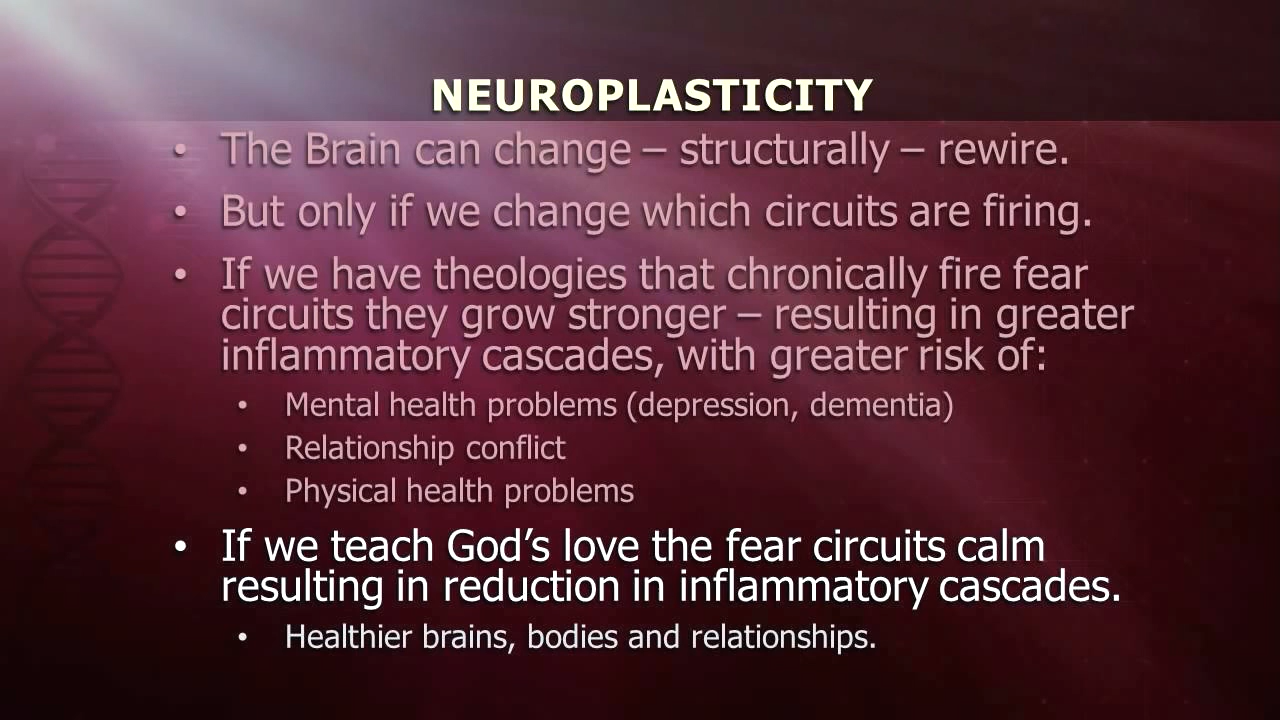 NEUROPLASTICITY
• The Brain can change – structurally – rewire.
• But only if we change which circuits are firing.
• If we have theologies that chronically fire fear
circuits they grow stronger – resulting in greater
inflammatory cascades, with greater risk of:
• Mental health problems (depression, dementia)
• Relationship conflict
• Physical health problems
• If we teach God’s love the fear circuits calm
resulting in reduction in inflammatory cascades.
• Healthier brains, bodies and relationships.